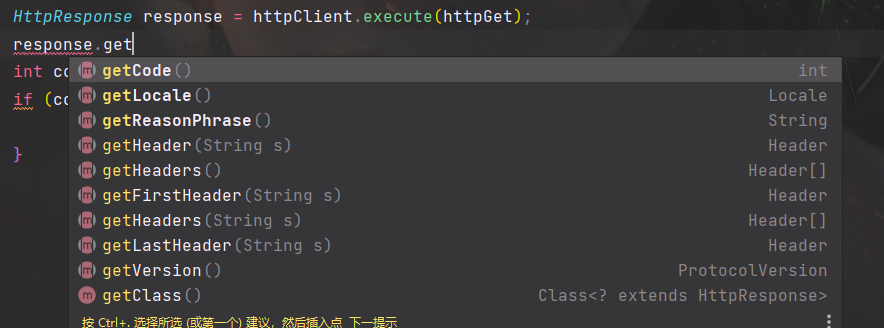 HttpResponse response = httpClient.execute(httpGet);
response.get
int co
if (co
}
getCode() int
getLocale() Locale
getReasonPhrase() String
getHeader(String s) Header
getHeaders() Header[]
getFirstHeader(String s) Header
getHeaders(String s) Header[]
getLastHeader(String s) Header
getVersion() ProtocolVersion
getClass() Class<? extends HttpResponse>
按 Ctrl+. 选择所选 (或第一个) 建议，然后插入点 下一提示